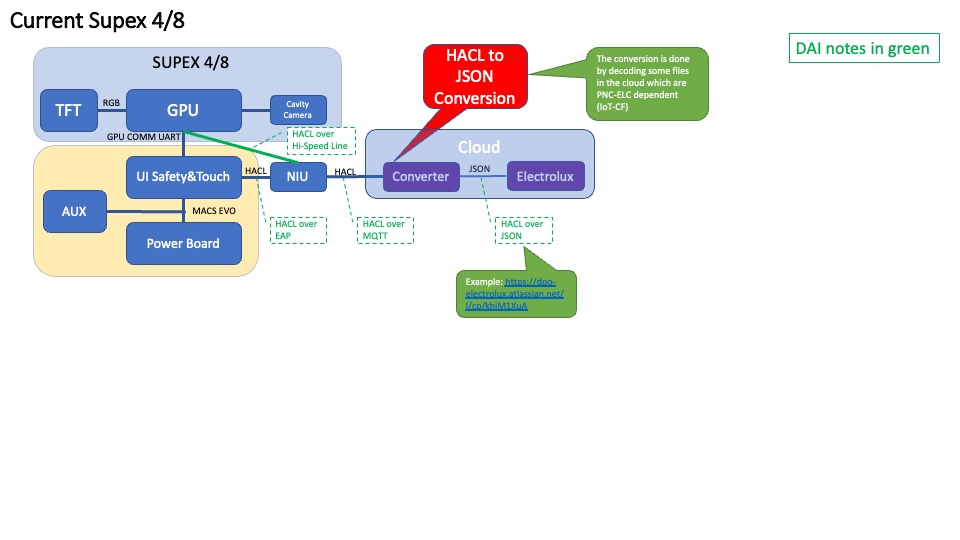 Current Supex 4/8
DAI notes in green
SUPEX 4/8
HACL to
JSON
Conversion
The conversion is done
by decoding some files
in the cloud which are
PNC-ELC dependent
(IoT-CF)
TFT
RGB
GPU
Cavity
Camera
GPU COMM UART
HACL over
Hi-Speed Line
Cloud
UI Safety&Touch
HACL
NIU
HACL
Converter
JSON
Electrolux
AUX
MACS EVO
HACL over
EAP
HACL over
MQTT
HACL over
JSON
Power Board
Example: https://dpp-
electrolux.atlassian.net/
l/cp/khiM1XuA